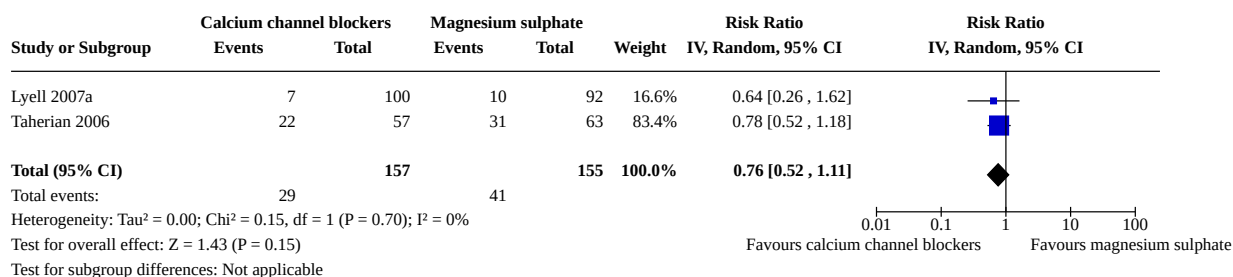 Calcium channel blockers Magnesium sulphate Risk Ratio Risk Ratio
Study or Subgroup Events Total Events Total Weight IV, Random, 95% CI IV, Random, 95% CI
Lyell 2007a 7 100 10 92 16.6% 0.64 [0.26 , 1.62]
Taherian 2006 22 57 31 63 83.4% 0.78 [0.52 , 1.18]
Total (95% CI) 157 155 100.0% 0.76 [0.52 , 1.11]
Total events: 29 41
Heterogeneity: Tau² = 0.00; Chi² = 0.15, df = 1 (P = 0.70); I² = 0%
0.01 0.1 1 10 100
Test for overall effect: Z = 1.43 (P = 0.15) Favours calcium channel blockers Favours magnesium sulphate
Test for subgroup differences: Not applicable